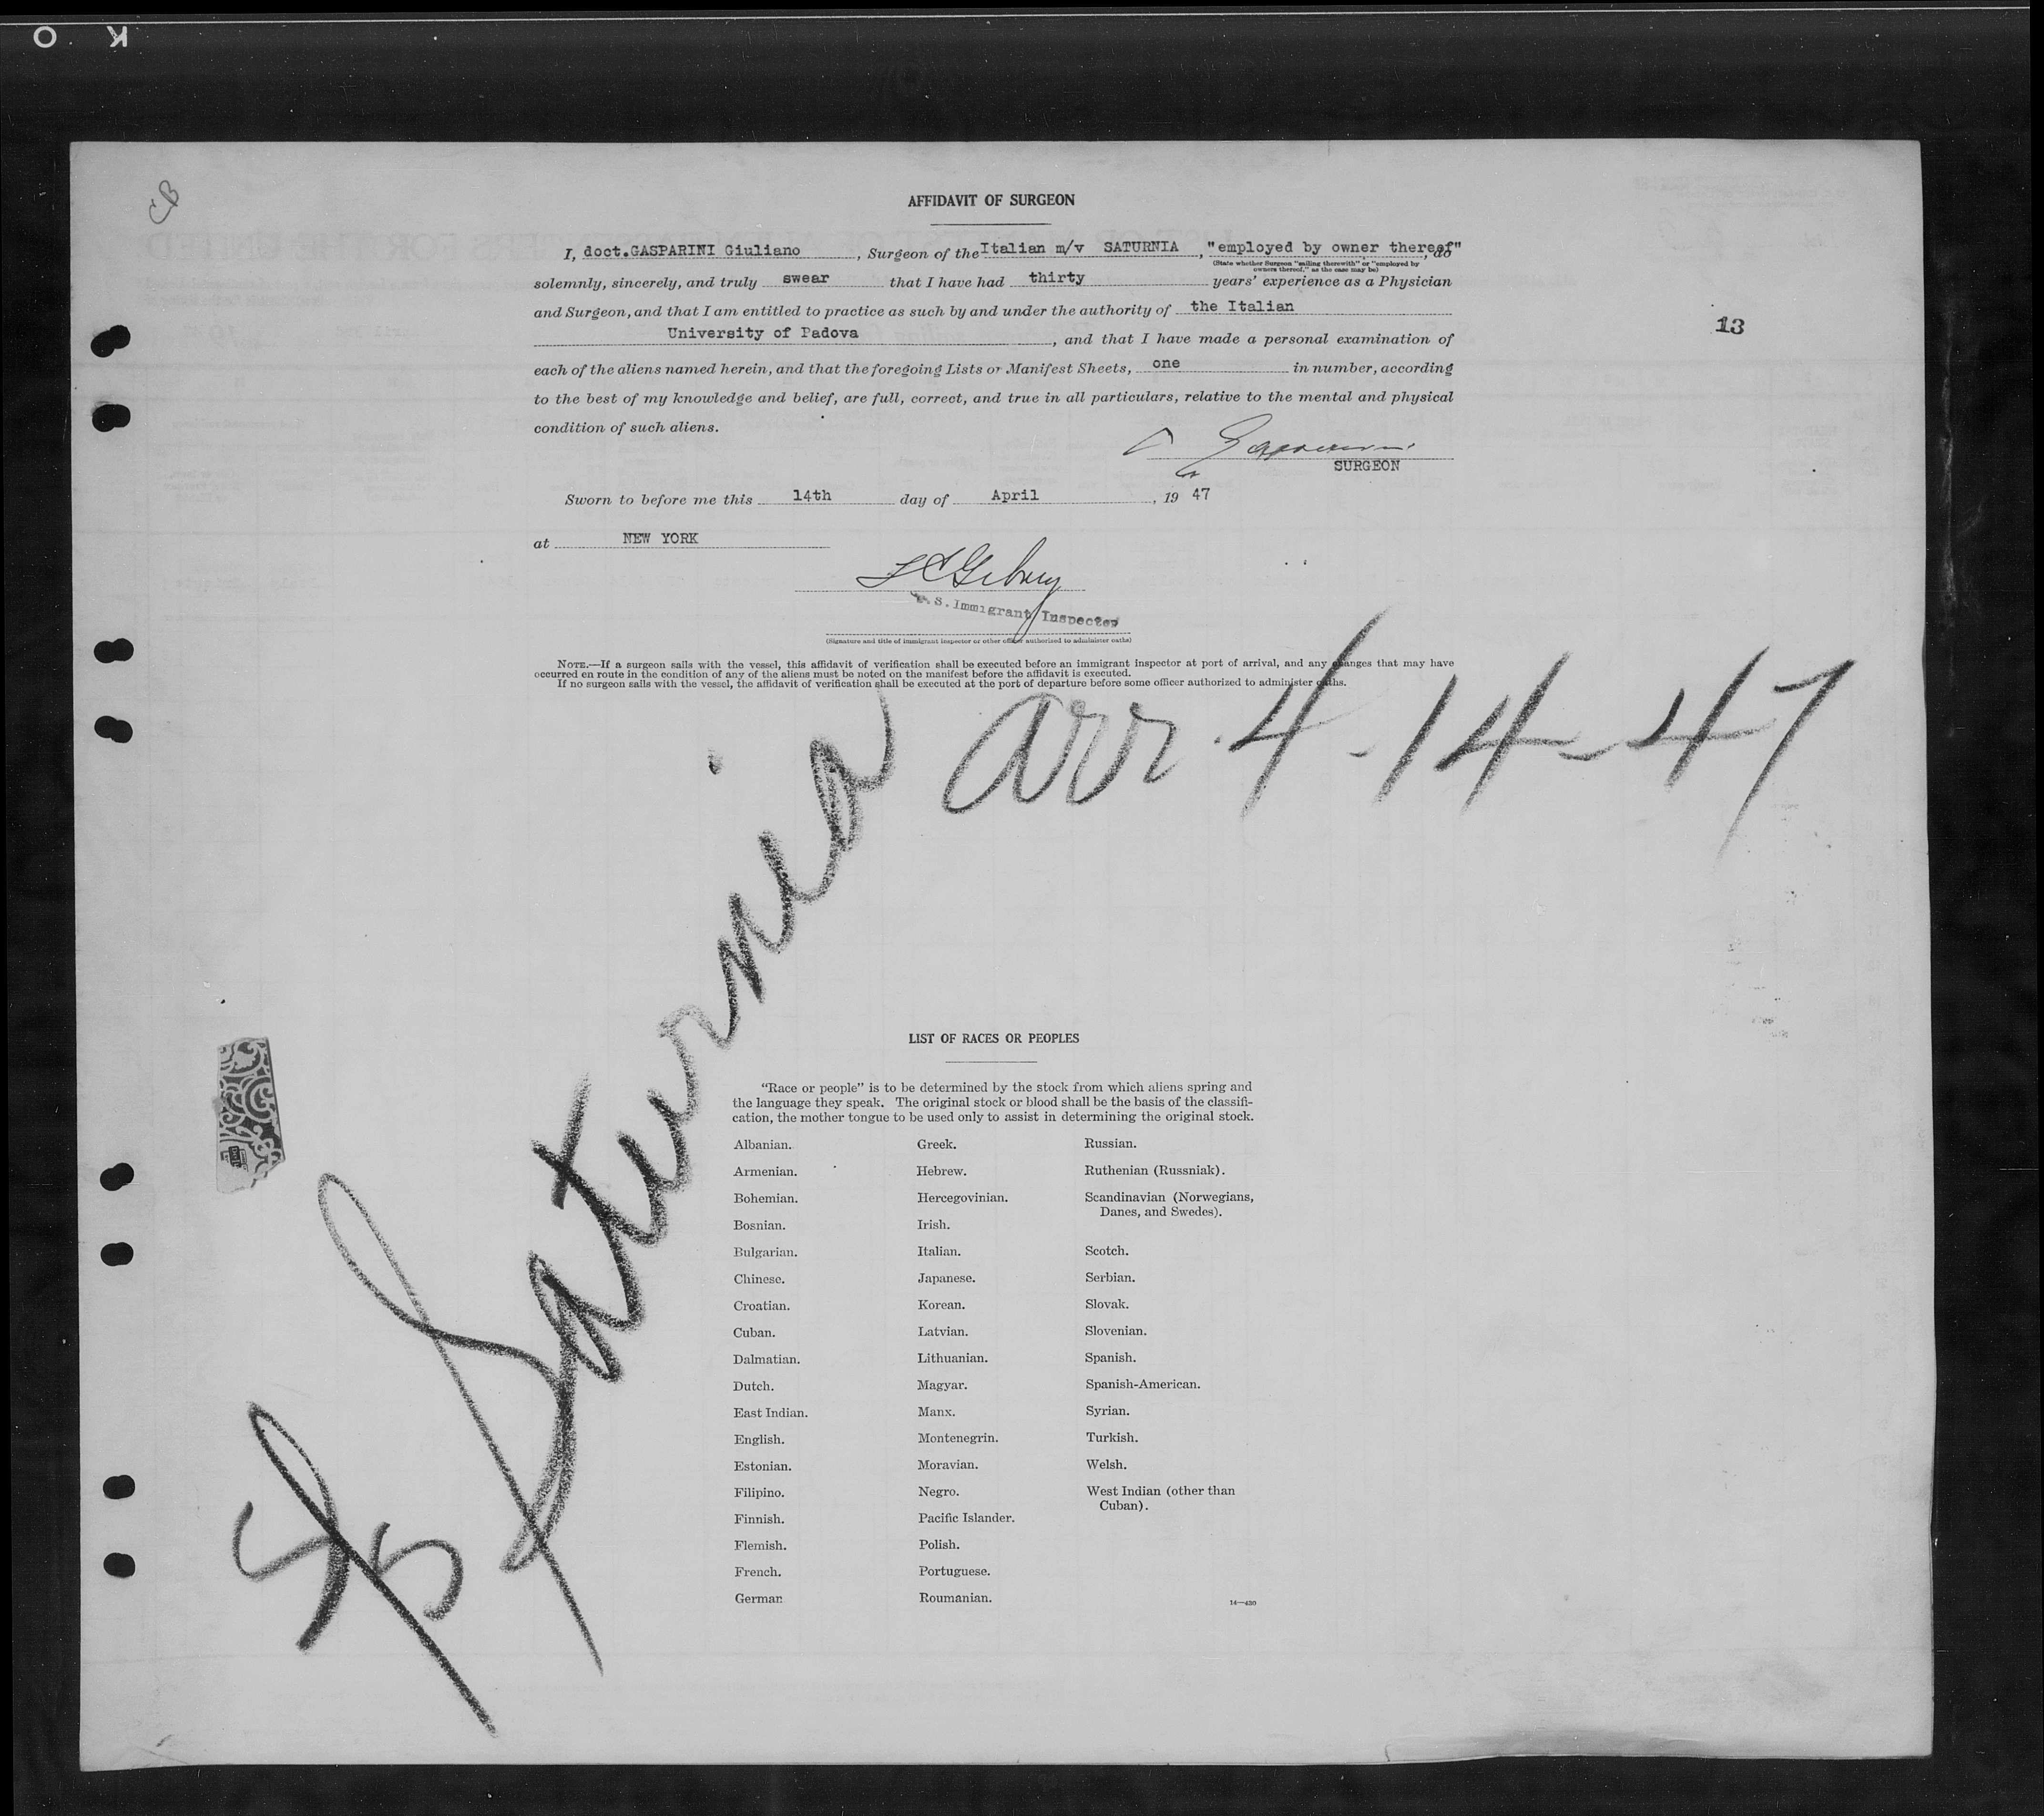 K O
AFFIDAVIT OF SURGEON
I, doct.GASPARINI Giuliano, Surgeon of the Italian m/v SATURNIA, "employed by owner thereof", do
(State whether Surgeon "sailing therewith" or "employed by
owners thereof," as the case may be)
solemnly, sincerely, and truly swear that I have had thirty years' experience as a Physician
and Surgeon, and that I am entitled to practice as such by and under the authority of the Italian
University of Padova, and that I have made a personal examination of
each of the aliens named herein, and that the foregoing Lists or Manifest Sheets, one in number, according
to the best of my knowledge and belief, are full, correct, and true in all particulars, relative to the mental and physical
condition of such aliens.
13
SURGEON
Sworn to before me this 14th day of April, 19 47
at NEW YORK
U.S. Immigrant Inspector
(Signature and title of immigrant inspector or other officer authorized to administer oaths)
NOTE.—If a surgeon sails with the vessel, this affidavit of verification shall be executed before an immigrant inspector at port of arrival, and any changes that may have
occurred en route in the condition of any of the aliens must be noted on the manifest before the affidavit is executed.
If no surgeon sails with the vessel, the affidavit of verification shall be executed at the port of departure before some officer authorized to administer oaths.
SS Saturnia arr. 4-14-47
LIST OF RACES OR PEOPLES
"Race or people" is to be determined by the stock from which aliens spring and
the language they speak. The original stock or blood shall be the basis of the classifi-
cation, the mother tongue to be used only to assist in determining the original stock.
Albanian.
Armenian.
Bohemian.
Bosnian.
Bulgarian.
Chinese.
Croatian.
Cuban.
Dalmatian.
Dutch.
East Indian.
English.
Estonian.
Filipino.
Finnish.
Flemish.
French.
German
Greek.
Hebrew.
Hercegovinian.
Irish.
Italian.
Japanese.
Korean.
Latvian.
Lithuanian.
Magyar.
Manx.
Montenegrin.
Moravian.
Negro.
Pacific Islander.
Polish.
Portuguese.
Roumanian.
Russian.
Ruthenian (Russniak).
Scandinavian (Norwegians,
Danes, and Swedes).
Scotch.
Serbian.
Slovak.
Slovenian.
Spanish.
Spanish-American.
Syrian.
Turkish.
Welsh.
West Indian (other than
Cuban).
14—430